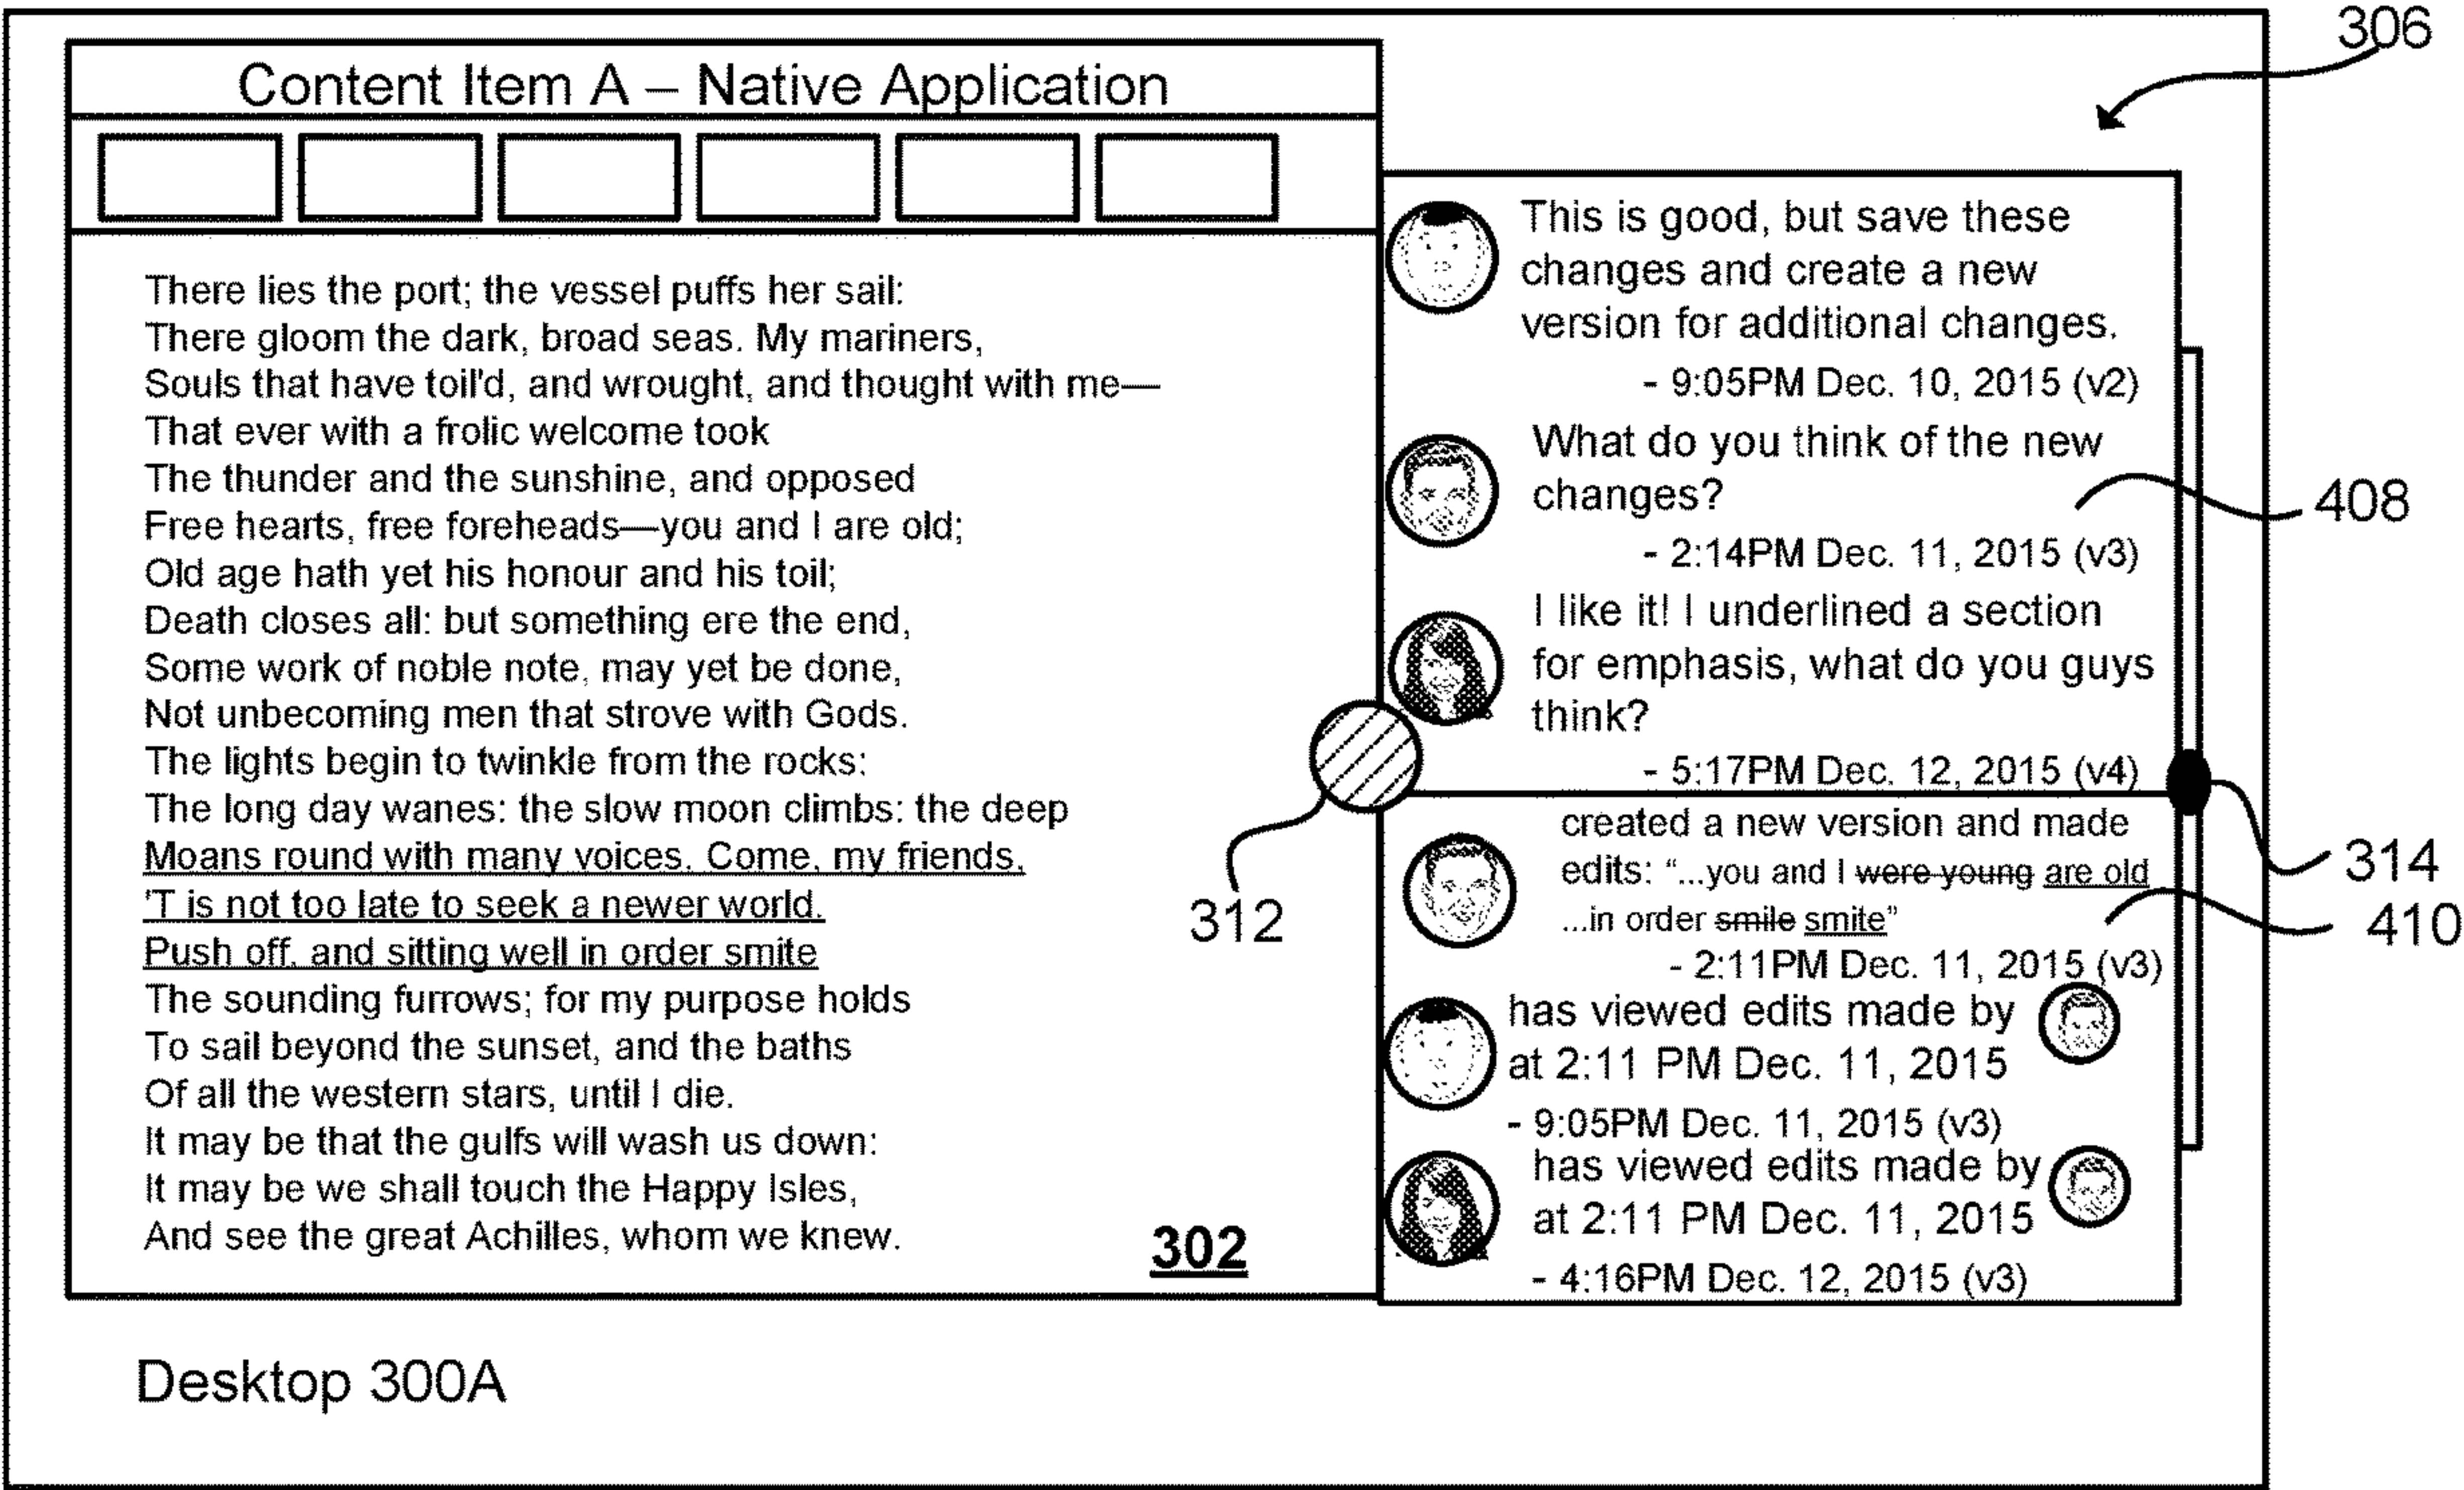 306
Content Item A – Native Application
There lies the port; the vessel puffs her sail:
There gloom the dark, broad seas. My mariners,
Souls that have toil'd, and wrought, and thought with me—
That ever with a frolic welcome took
The thunder and the sunshine, and opposed
Free hearts, free foreheads—you and I are old;
Old age hath yet his honour and his toil;
Death closes all: but something ere the end,
Some work of noble note, may yet be done,
Not unbecoming men that strove with Gods.
The lights begin to twinkle from the rocks:
The long day wanes: the slow moon climbs: the deep
Moans round with many voices. Come, my friends,
'T is not too late to seek a newer world.
Push off, and sitting well in order smite
The sounding furrows; for my purpose holds
To sail beyond the sunset, and the baths
Of all the western stars, until I die.
It may be that the gulfs will wash us down:
It may be we shall touch the Happy Isles,
And see the great Achilles, whom we knew.
302
This is good, but save these
changes and create a new
version for additional changes.
- 9:05PM Dec. 10, 2015 (v2)
What do you think of the new
changes?
- 2:14PM Dec. 11, 2015 (v3)
408
I like it! I underlined a section
for emphasis, what do you guys
think?
- 5:17PM Dec. 12, 2015 (v4)
312
314
created a new version and made
edits: “...you and I were young are old
...in order smile smite”
- 2:11PM Dec. 11, 2015 (v3)
410
has viewed edits made by
at 2:11 PM Dec. 11, 2015
- 9:05PM Dec. 11, 2015 (v3)
has viewed edits made by
at 2:11 PM Dec. 11, 2015
- 4:16PM Dec. 12, 2015 (v3)
Desktop 300A